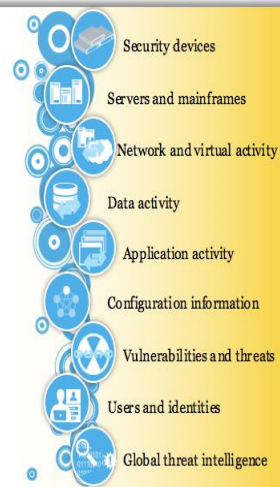 Security devices
Servers and mainframes
Network and virtual activity
Data activity
Application activity
Configuration information
Vulnerabilities and threats
Users and identities
Global threat intelligence